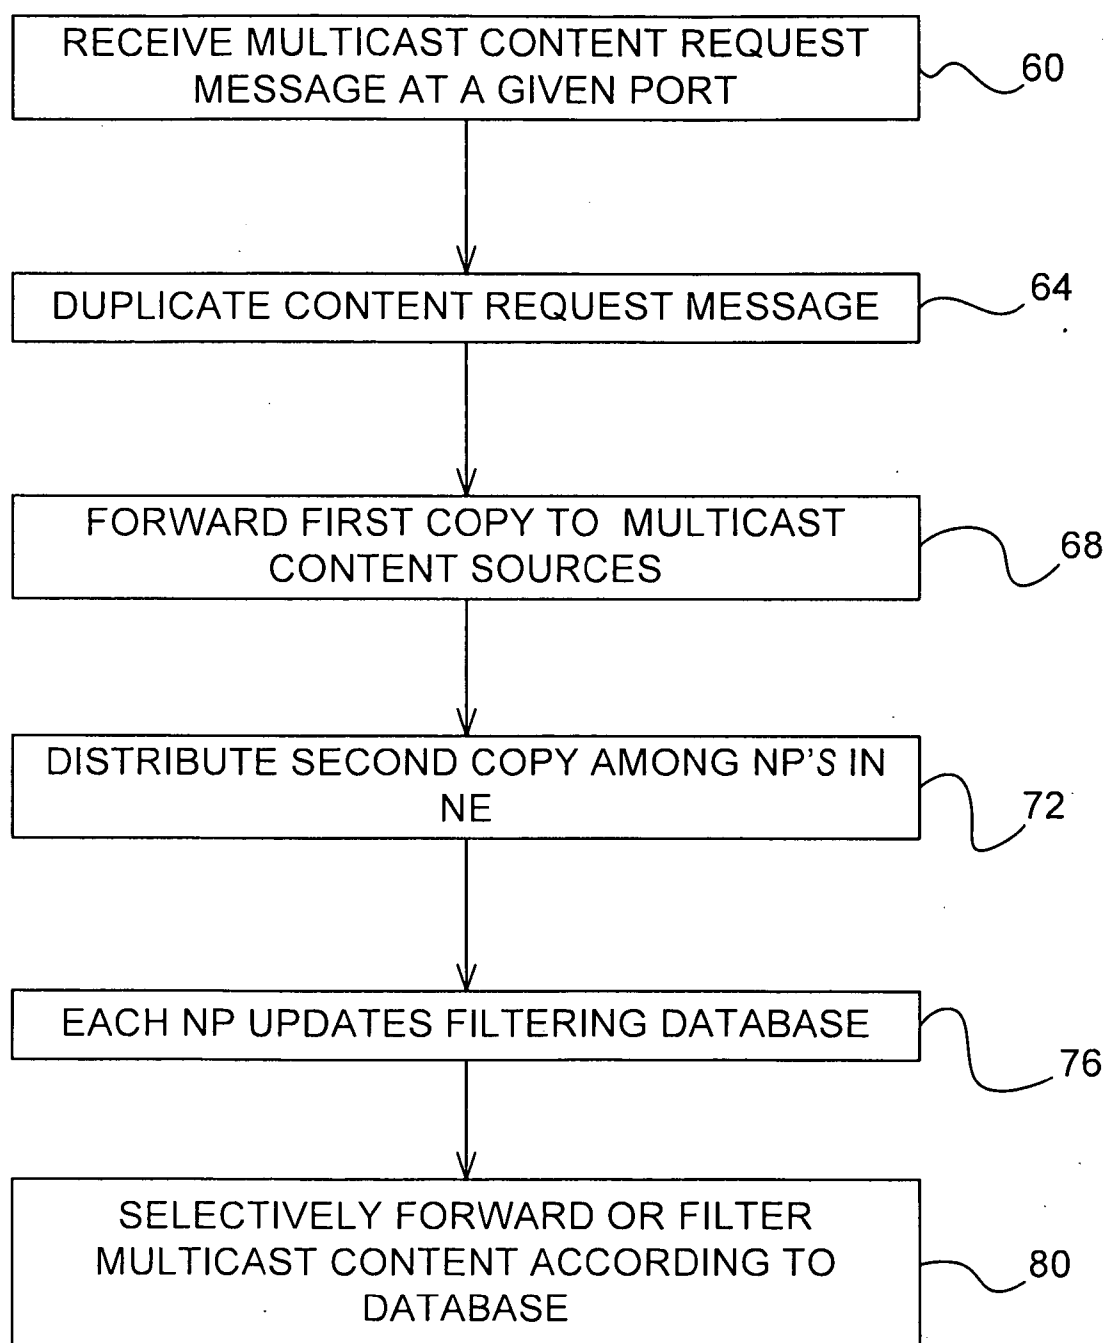 RECEIVE MULTICAST CONTENT REQUEST
MESSAGE AT A GIVEN PORT
60
DUPLICATE CONTENT REQUEST MESSAGE
64
FORWARD FIRST COPY TO MULTICAST
CONTENT SOURCES
68
DISTRIBUTE SECOND COPY AMONG NP'S IN
NE
72
EACH NP UPDATES FILTERING DATABASE
76
SELECTIVELY FORWARD OR FILTER
MULTICAST CONTENT ACCORDING TO
DATABASE
80